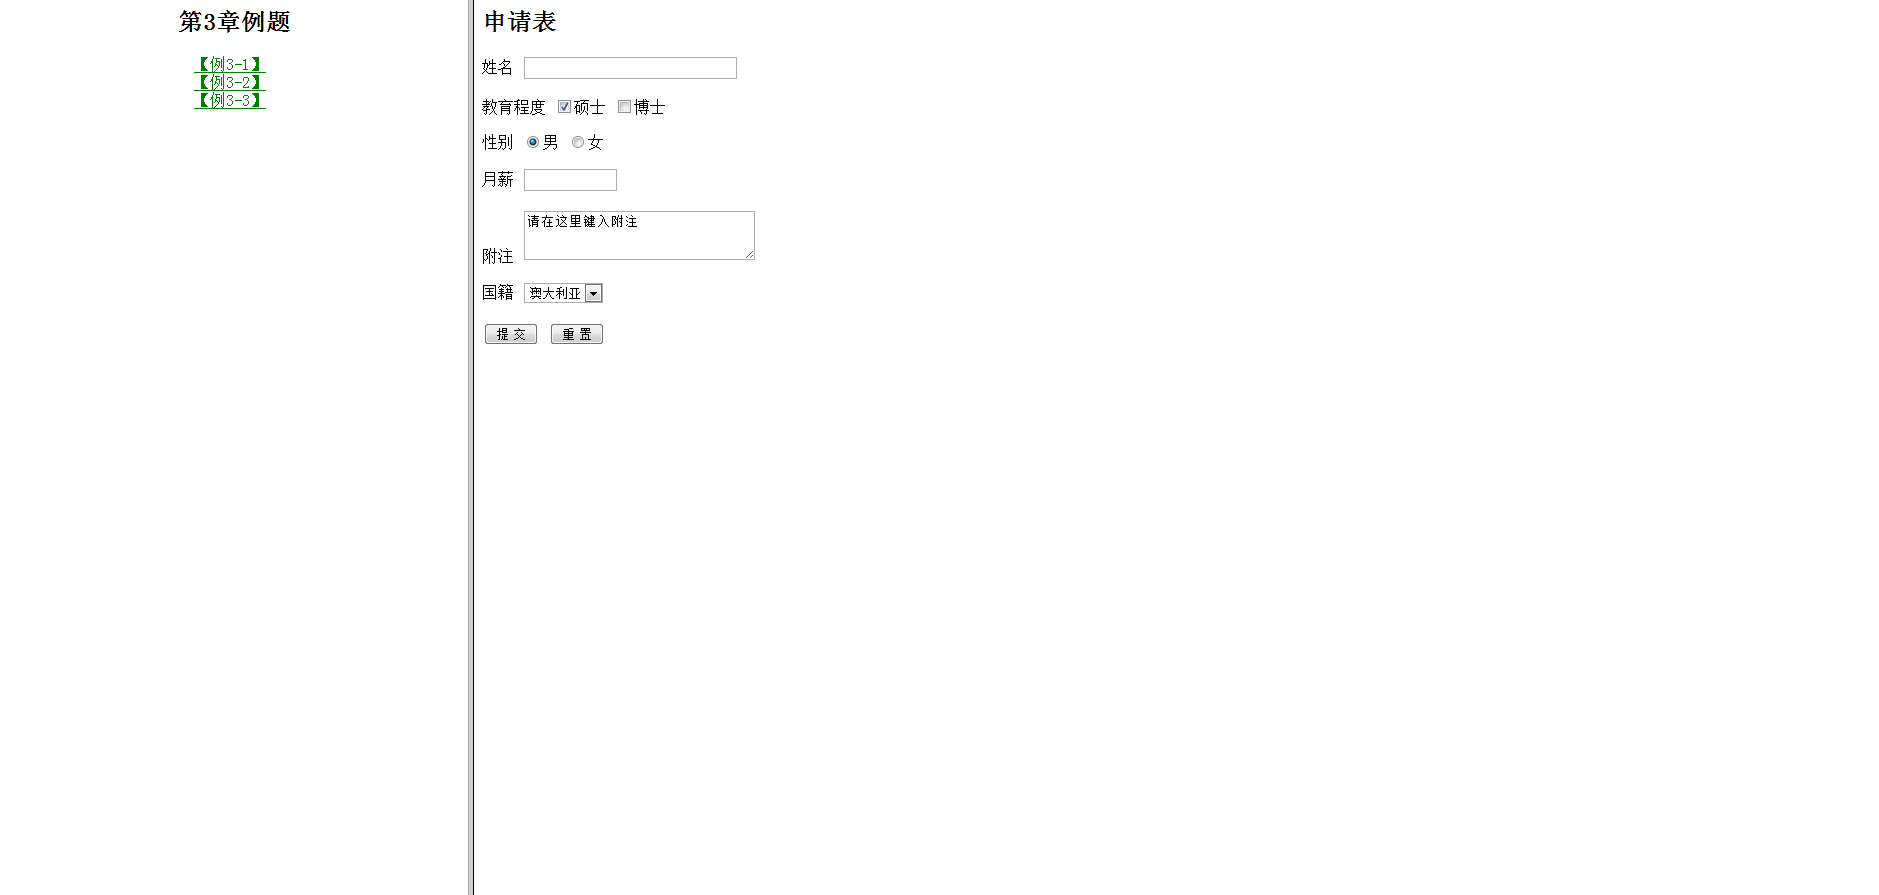 第3章例题
【例3-1】
【例3-2】
【例3-3】
申请表
姓名
教育程度 硕士 博士
性别 男 女
月薪
请在这里键入附注
附注
国籍 澳大利亚
提 交 重 置